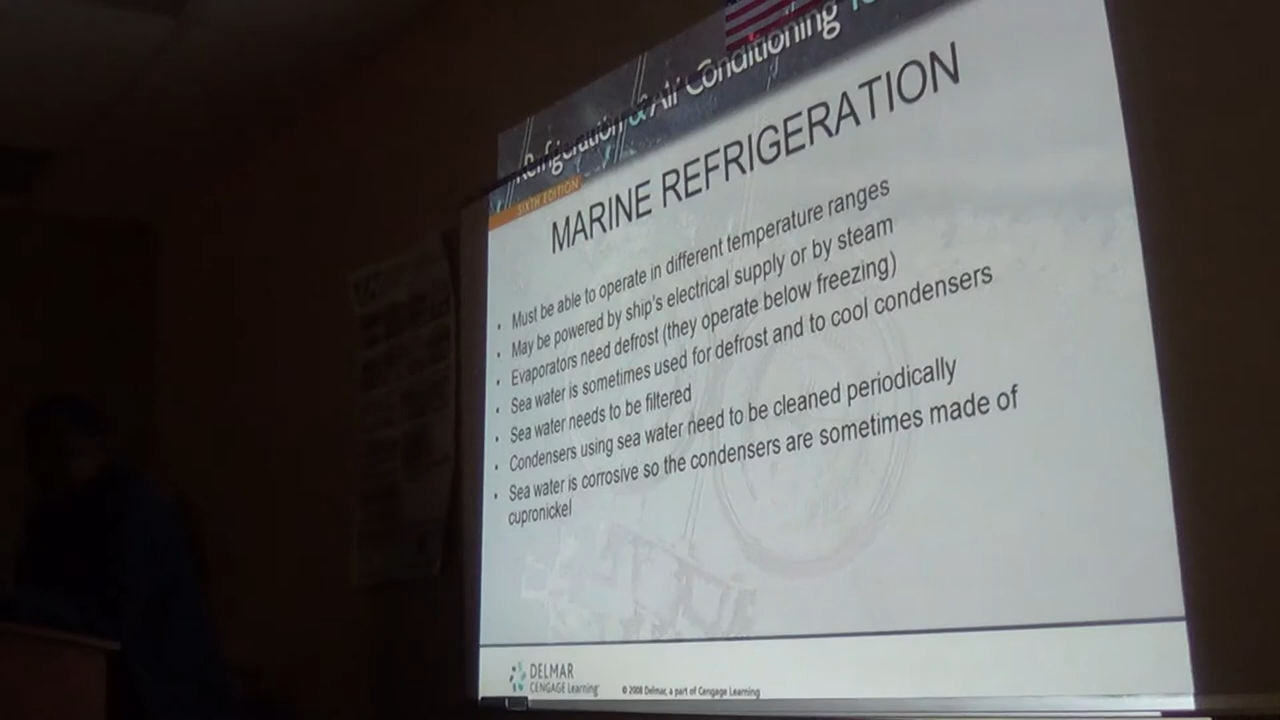 Refrigeration & Air Conditioning
SIXTH EDITION
MARINE REFRIGERATION
• Must be able to operate in different temperature ranges
• May be powered by ship's electrical supply or by steam
• Evaporators need defrost (they operate below freezing)
• Sea water is sometimes used for defrost and to cool condensers
• Sea water needs to be filtered
• Condensers using sea water need to be cleaned periodically
• Sea water is corrosive so the condensers are sometimes made of
cupronickel
DELMAR
CENGAGE Learning
© 2008 Delmar, a part of Cengage Learning